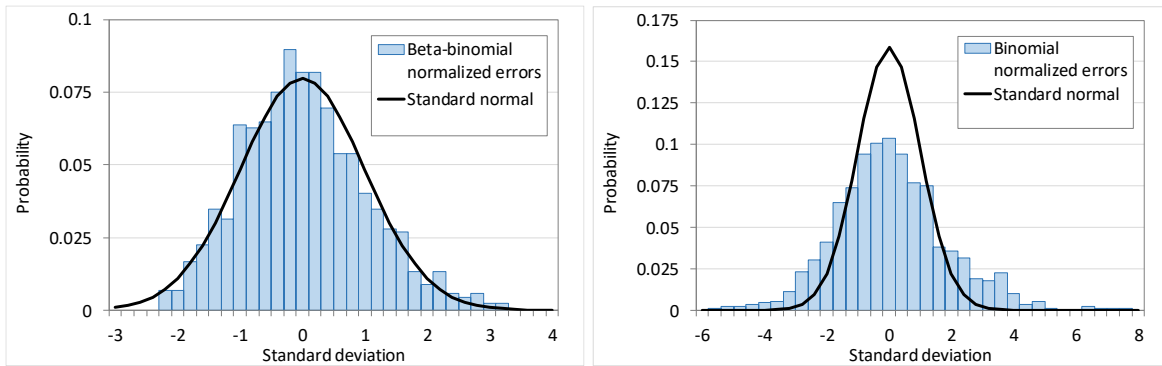 0.1
0.075
0.05
0.025
0
Probability
-3 -2 -1 0 1 2 3 4
Standard deviation
Beta-binomial
normalized errors
Standard normal
0.175
0.15
0.125
0.1
0.075
0.05
0.025
0
Probability
-6 -4 -2 0 2 4 6 8
Standard deviation
Binomial
normalized errors
Standard normal